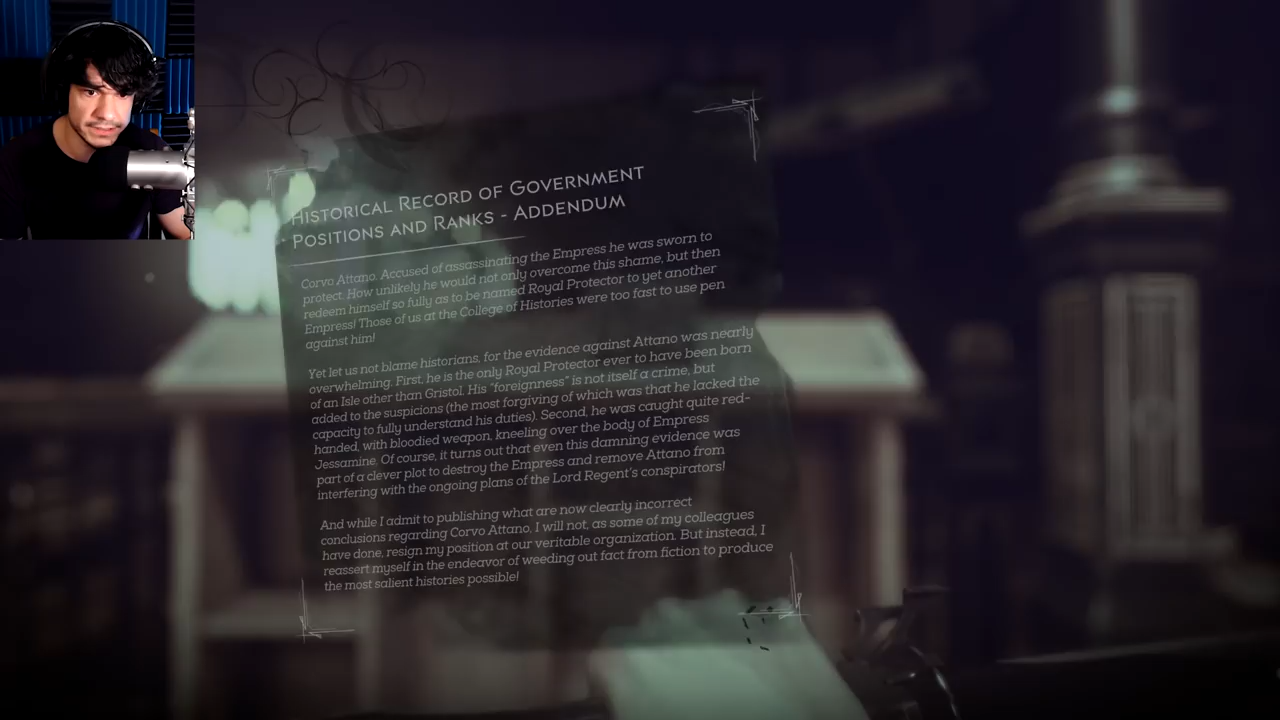 Historical Record of Government
Positions and Ranks - Addendum
Corvo Attano. Accused of assassinating the Empress he was sworn to
protect. How unlikely he would not only overcome this shame, but then
redeem himself so fully as to be named Royal Protector to yet another
Empress! Those of us at the College of Histories were too fast to use pen
against him!
Yet let us not blame historians, for the evidence against Attano was nearly
overwhelming. First, he is the only Royal Protector ever to have been born
of an Isle other than Gristol. His "foreignness" is not itself a crime, but
added to the suspicions (the most forgiving of which was that he lacked the
capacity to fully understand his duties). Second, he was caught quite red-
handed, with bloodied weapon, kneeling over the body of Empress
Jessamine. Of course, it turns out that even this damning evidence was
part of a clever plot to destroy the Empress and remove Attano from
interfering with the ongoing plans of the Lord Regent's conspirators!
And while I admit to publishing what are now clearly incorrect
conclusions regarding Corvo Attano, I will not, as some of my colleagues
have done, resign my position at our veritable organization. But instead, I
reassert myself in the endeavor of weeding out fact from fiction to produce
the most salient histories possible!